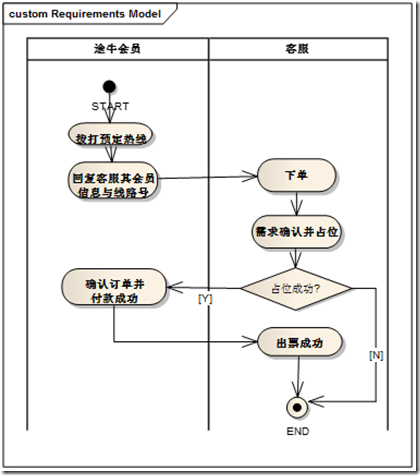 custom Requirements Model
途牛会员
客服
START
拨打预定热线
回复客服其会员
信息与线路号
下单
需求确认并占位
占位成功?
[Y]
[N]
确认订单并
付款成功
出票成功
END